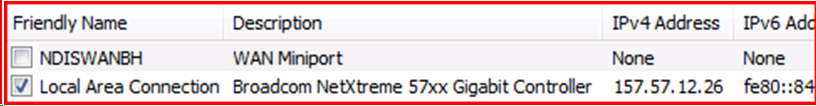 Friendly Name Description IPv4 Address IPv6 Add
NDISWANBH WAN Miniport None None
Local Area Connection Broadcom NetXtreme 57xx Gigabit Controller 157.57.12.26 fe80::84